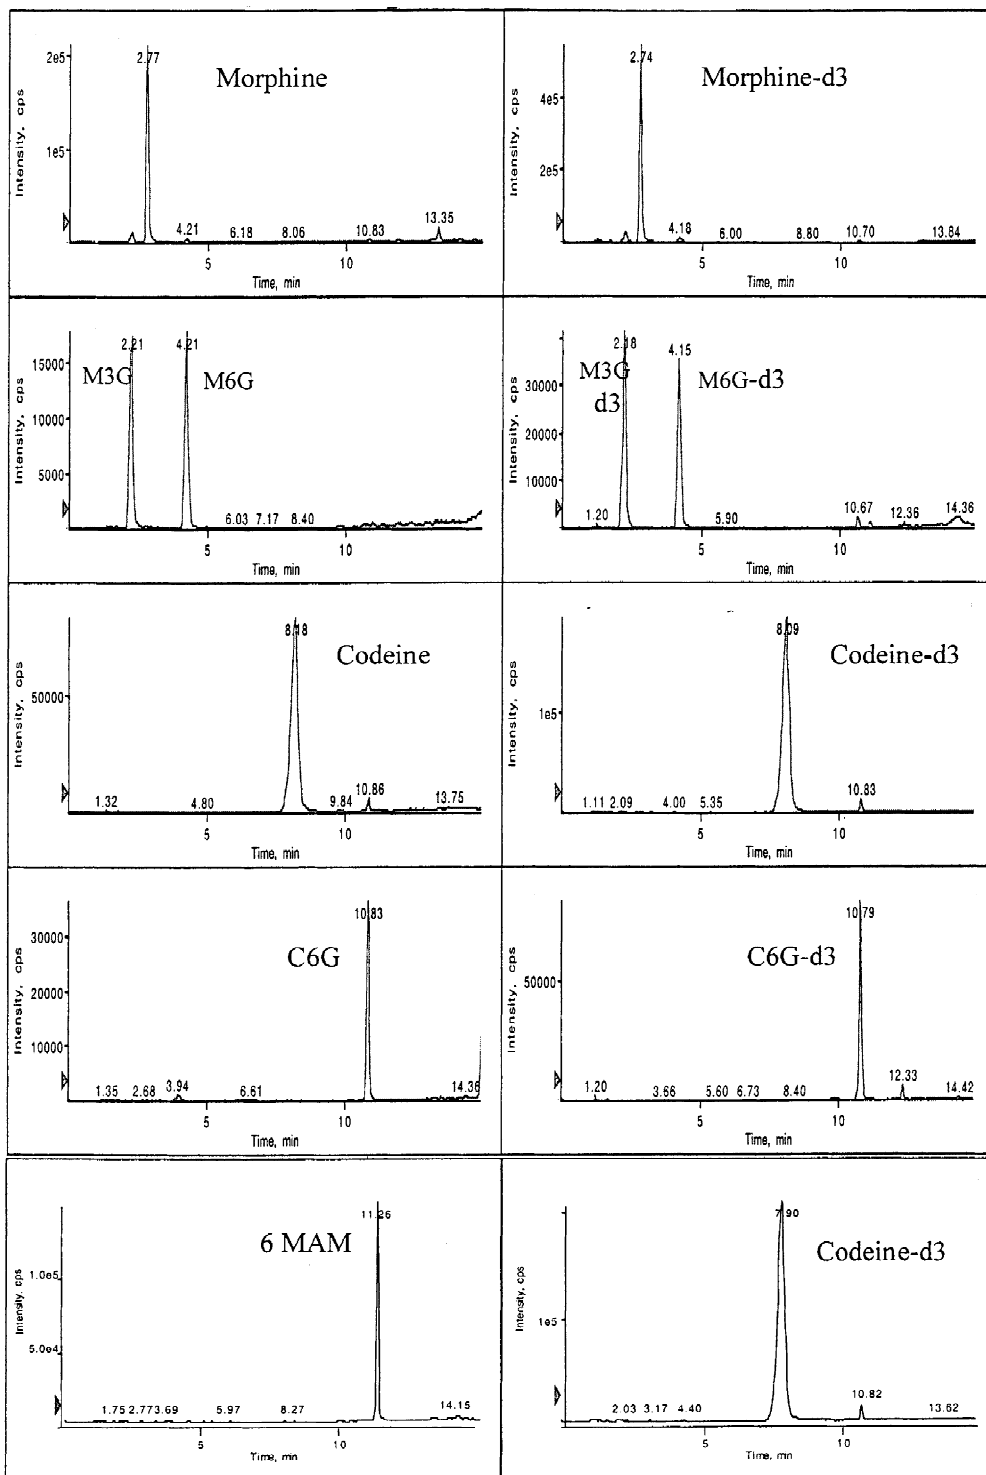 2e5
2.77
Morphine
1e5
13.35
4.21
6.18
8.06
10.83
5
10
Time, min
Intensity, cps
2.74
Morphine-d3
4e5
2e5
4.18
6.00
8.80
10.70
13.84
5
10
Time, min
Intensity, cps
2.21
4.21
15000
M3G
M6G
10000
5000
6.03
7.17
8.40
5
10
Time, min
Intensity, cps
2.18
4.15
M3G
d3
M6G-d3
30000
20000
10000
1.20
5.90
10.67
12.36
14.36
5
10
Time, min
Intensity, cps
8.18
Codeine
50000
1.32
4.80
9.84
10.86
13.75
5
10
Time, min
Intensity, cps
8.09
Codeine-d3
1e5
1.11
2.09
4.00
5.35
10.83
5
10
Time, min
Intensity, cps
10.83
30000
C6G
20000
10000
1.35
2.68
3.94
6.61
14.36
5
10
Time, min
Intensity, cps
10.79
C6G-d3
50000
1.20
3.66
5.60
6.73
8.40
12.33
14.42
5
10
Time, min
Intensity, cps
11.26
6 MAM
1.0e5
5.0e4
1.75
2.77
3.69
5.97
8.27
14.15
5
10
Time, min
Intensity, cps
7.90
Codeine-d3
1e5
2.03
3.17
4.40
10.82
13.62
5
10
Time, min
Intensity, cps